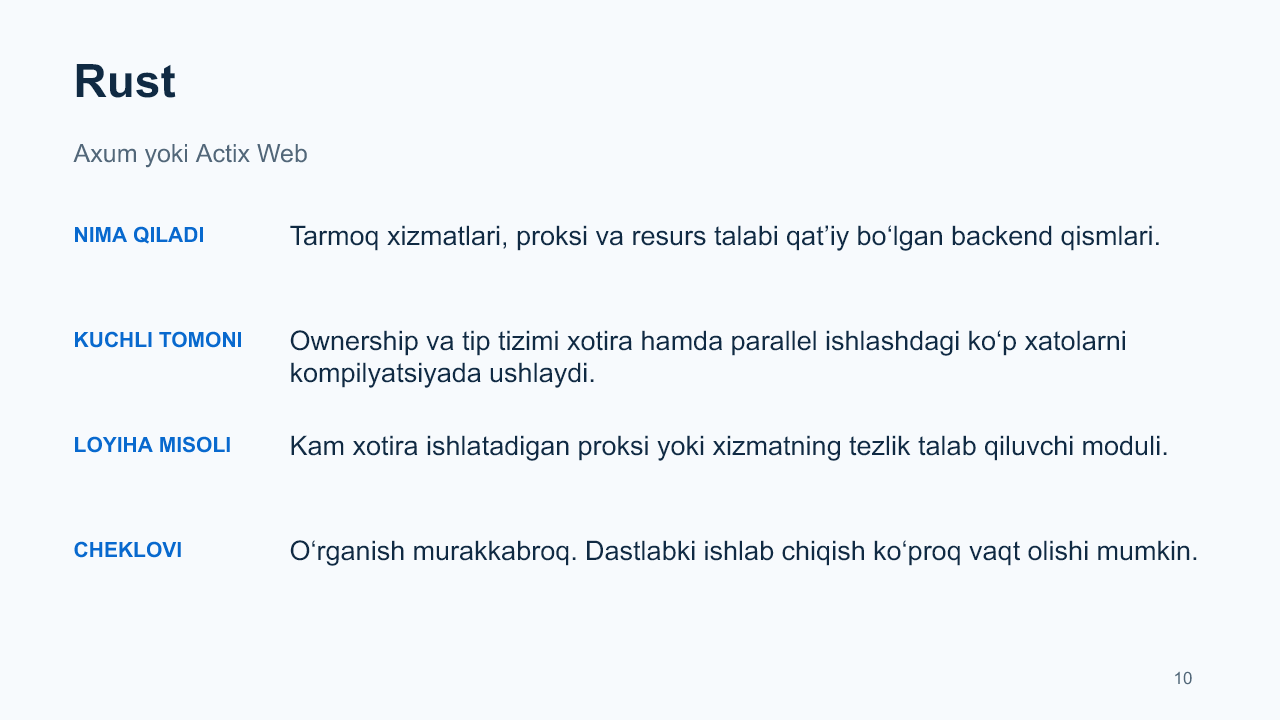 Rust
Axum yoki Actix Web
NIMA QILADI
Tarmoq xizmatlari, proksi va resurs talabi qat’iy bo‘lgan backend qismlari.
KUCHLI TOMONI
Ownership va tip tizimi xotira hamda parallel ishlashdagi ko‘p xatolarni
kompilyatsiyada ushlaydi.
LOYIHA MISOLI
Kam xotira ishlatadigan proksi yoki xizmatning tezlik talab qiluvchi moduli.
CHEKLOVI
O‘rganish murakkabroq. Dastlabki ishlab chiqish ko‘proq vaqt olishi mumkin.
10